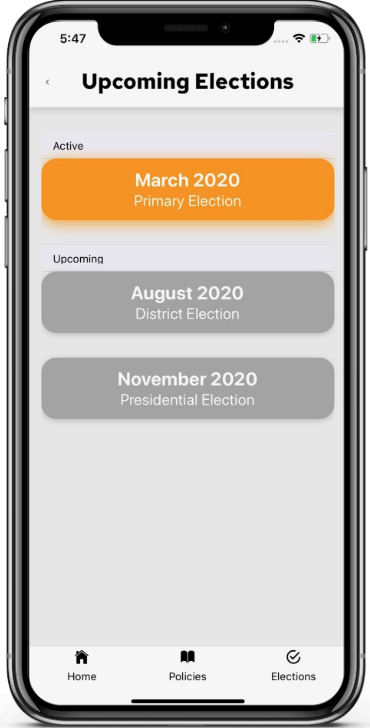 5:47
Upcoming Elections
Active
March 2020
Primary Election
Upcoming
August 2020
District Election
November 2020
Presidential Election
Home Policies Elections